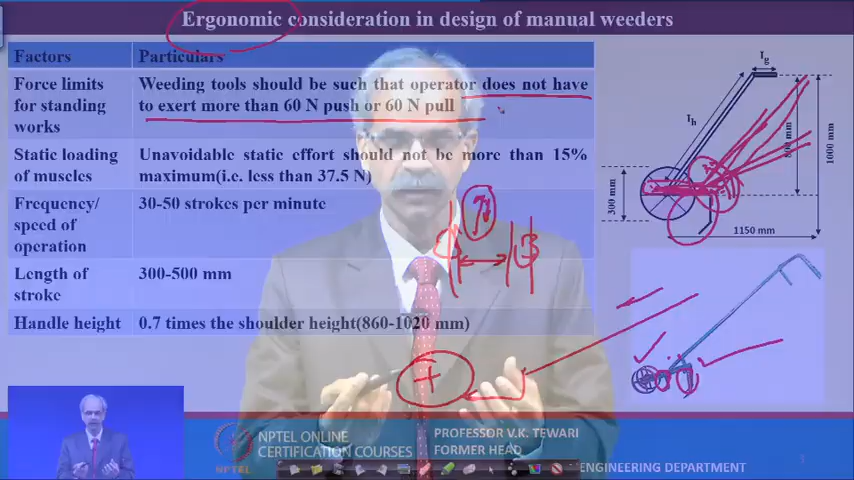 Ergonomic consideration in design of manual weeders
Factors Particulars
Force limits for standing works Weeding tools should be such that operator does not have
to exert more than 60 N push or 60 N pull
Static loading of muscles Unavoidable static effort should not be more than 15%
maximum(i.e. less than 37.5 N)
Frequency/ speed of operation 30-50 strokes per minute
Length of stroke 300-500 mm
Handle height 0.7 times the shoulder height(860-1020 mm)
Ig
Ih
300 mm
1000 mm
1150 mm
NPTEL
NPTEL ONLINE
CERTIFICATION COURSES
PROFESSOR V.K. TEWARI
FORMER HEAD
ENGINEERING DEPARTMENT